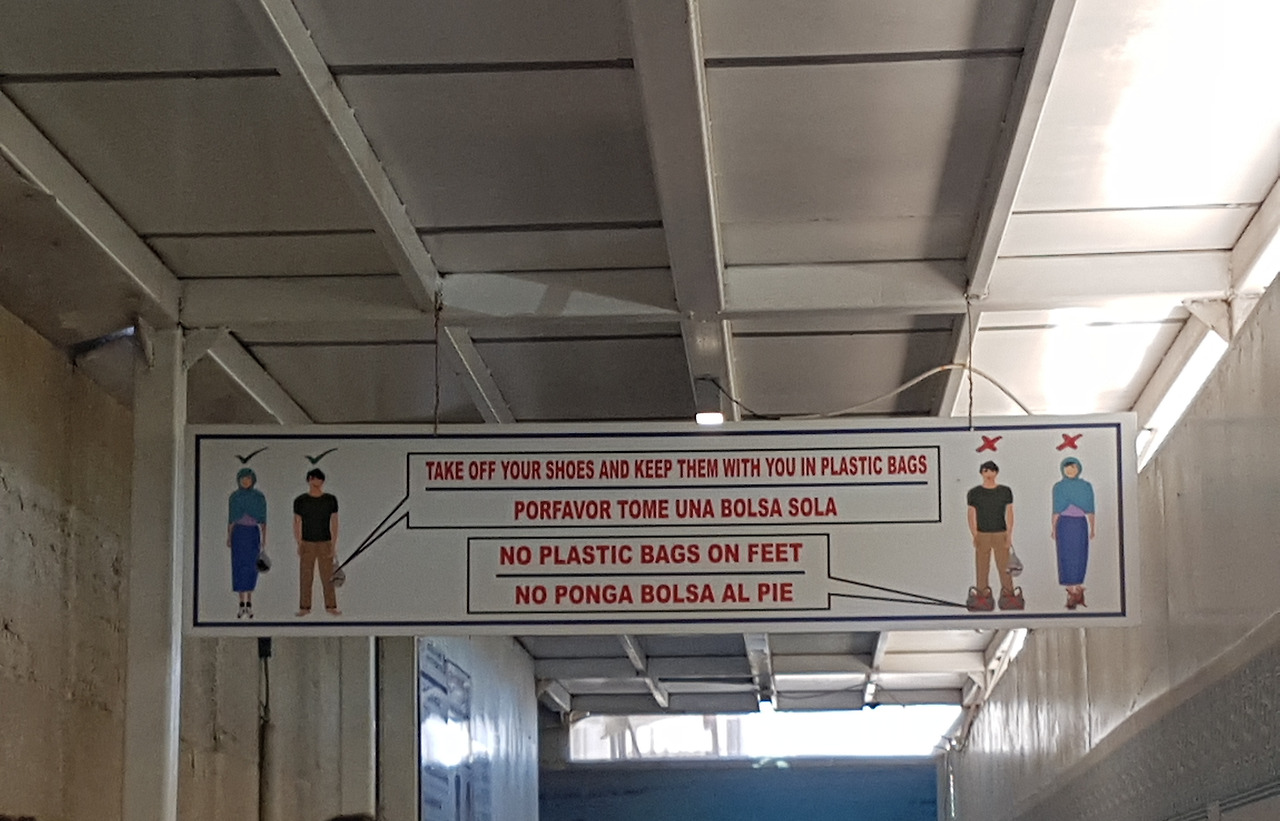 TAKE OFF YOUR SHOES AND KEEP THEM WITH YOU IN PLASTIC BAGS
PORFAVOR TOME UNA BOLSA SOLA
NO PLASTIC BAGS ON FEET
NO PONGA BOLSA AL PIE